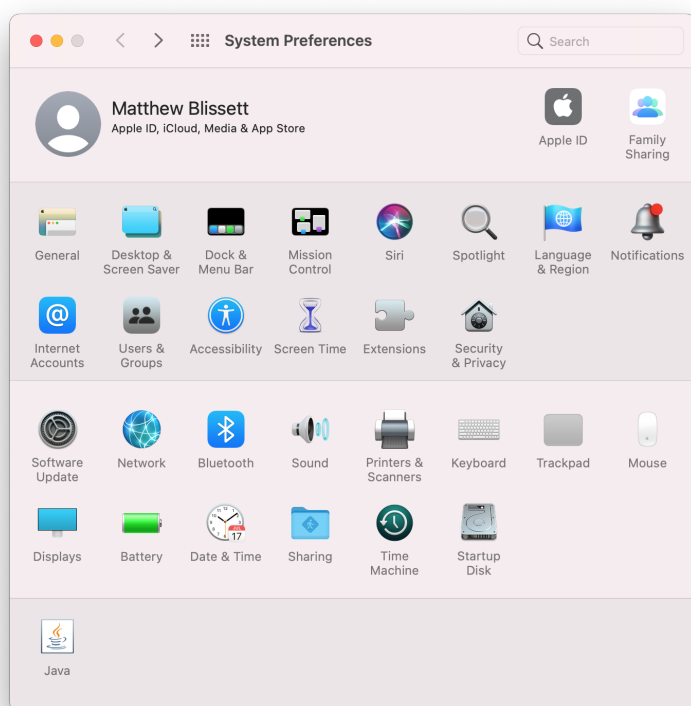 System Preferences
Search
Matthew Blissett
Apple ID, iCloud, Media & App Store
Apple ID
Family
Sharing
General
Desktop &
Screen Saver
Dock &
Menu Bar
Mission
Control
Siri
Spotlight
Language
& Region
Notifications
Internet
Accounts
Users &
Groups
Accessibility
Screen Time
Extensions
Security
& Privacy
Software
Update
Network
Bluetooth
Sound
Printers &
Scanners
Keyboard
Trackpad
Mouse
Displays
Battery
JUL
17
Date & Time
Sharing
Time
Machine
Startup
Disk
Java